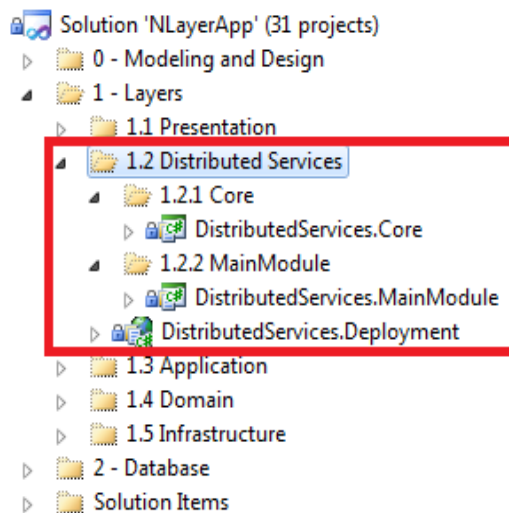 Solution 'NLayerApp' (31 projects)
0 - Modeling and Design
1 - Layers
1.1 Presentation
1.2 Distributed Services
1.2.1 Core
DistributedServices.Core
1.2.2 MainModule
DistributedServices.MainModule
DistributedServices.Deployment
1.3 Application
1.4 Domain
1.5 Infrastructure
2 - Database
Solution Items